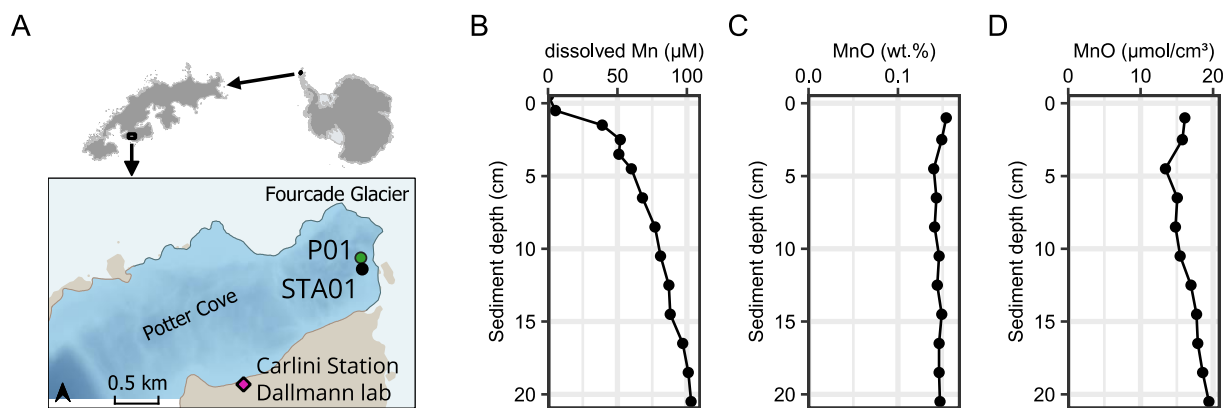 A
Fourcade Glacier
P01
STA01
Potter Cove
Carlini Station
Dallmann lab
0.5 km
B
dissolved Mn (µM)
0 50 100
Sediment depth (cm)
0
5
10
15
20
C
MnO (wt.%)
0.0 0.1
Sediment depth (cm)
0
5
10
15
20
D
MnO (µmol/cm³)
0 5 10 15 20
Sediment depth (cm)
0
5
10
15
20